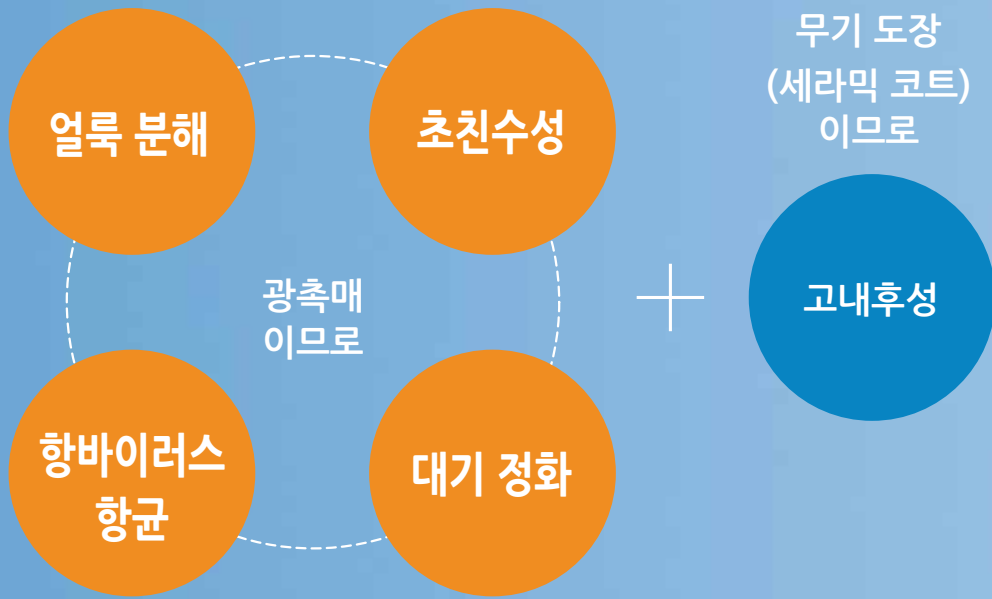 얼룩 분해
초친수성
광촉매
이므로
항바이러스
항균
대기 정화
무기 도장
(세라믹 코트)
이므로
고내후성